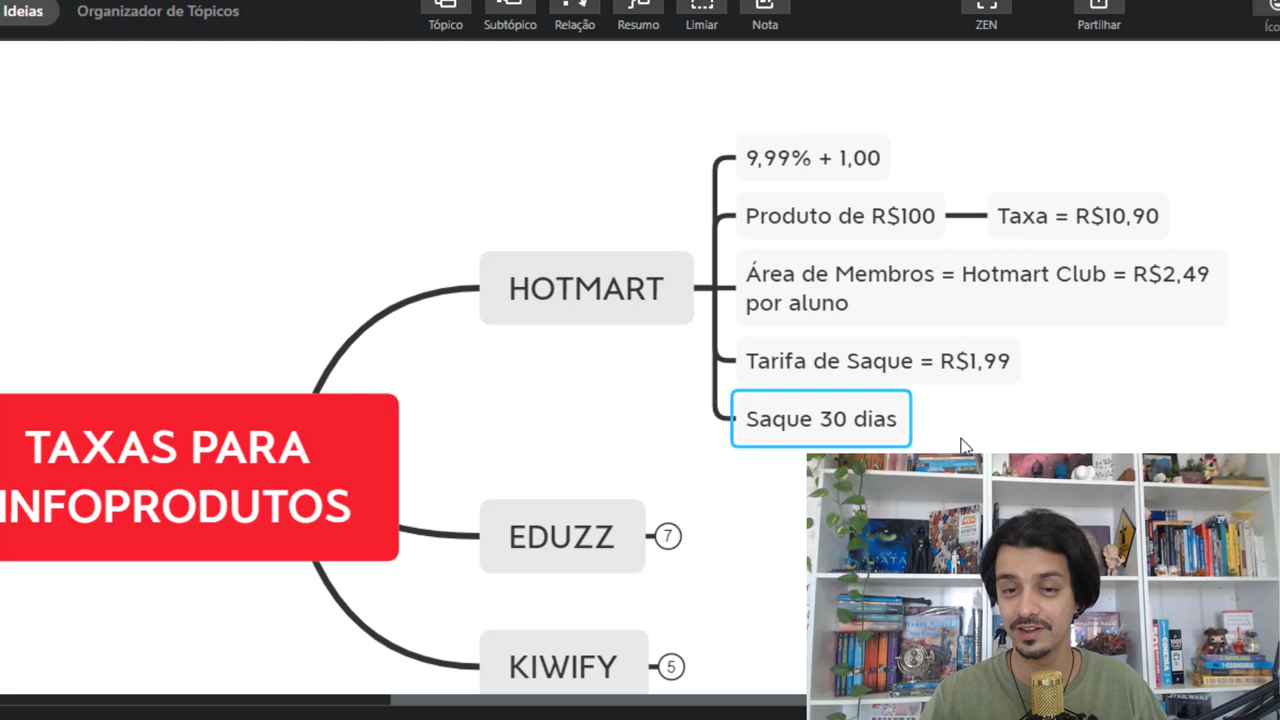 Ideias
Organizador de Tópicos
Tópico
Subtópico
Relação
Resumo
Limiar
Nota
ZEN
Partilhar
9,99% + 1,00
Produto de R$100
Taxa = R$10,90
HOTMART
Área de Membros = Hotmart Club = R$2,49
por aluno
Tarifa de Saque = R$1,99
Saque 30 dias
TAXAS PARA
INFOPRODUTOS
EDUZZ
7
KIWIFY
5
STAR WARS